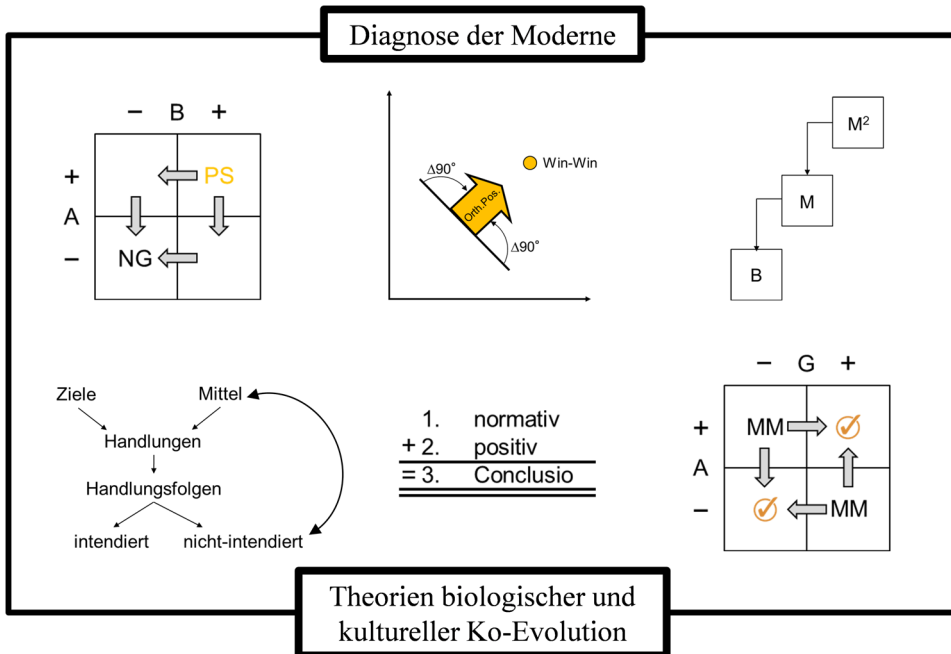 Diagnose der Moderne
− B +
+ PS
A
− NG
Δ90°
Orth.Pos.
Δ90°
Win-Win
M²
M
B
Ziele Mittel
Handlungen
Handlungsfolgen
intendiert nicht-intendiert
1. normativ
+ 2. positiv
= 3. Conclusio
− G +
+ MM
A
− MM
Theorien biologischer und
kultureller Ko-Evolution